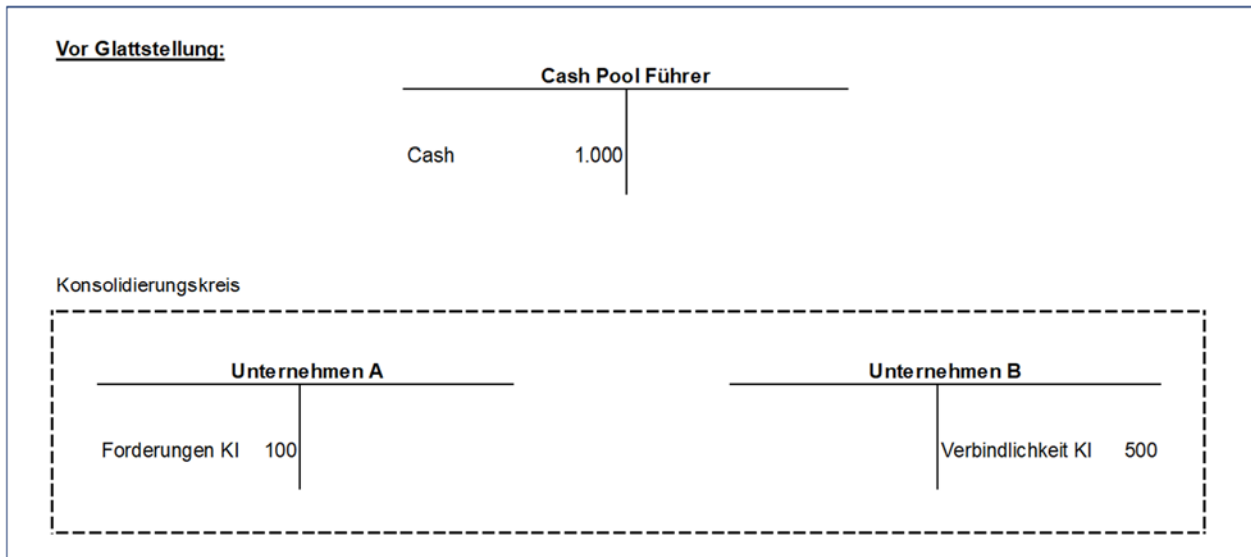 Vor Glattstellung:
Cash Pool Führer
Cash 1.000
Konsolidierungskreis
Unternehmen A Unternehmen B
Forderungen KI 100 Verbindlichkeit KI 500